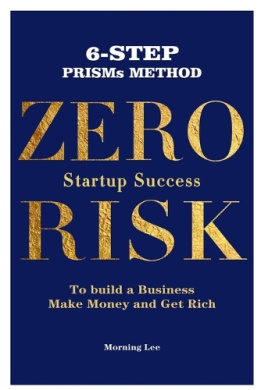 6-STEP
PRISMs METHOD
ZERO
Startup Success
RISK
To build a Business
Make Money and Get Rich
Morning Lee